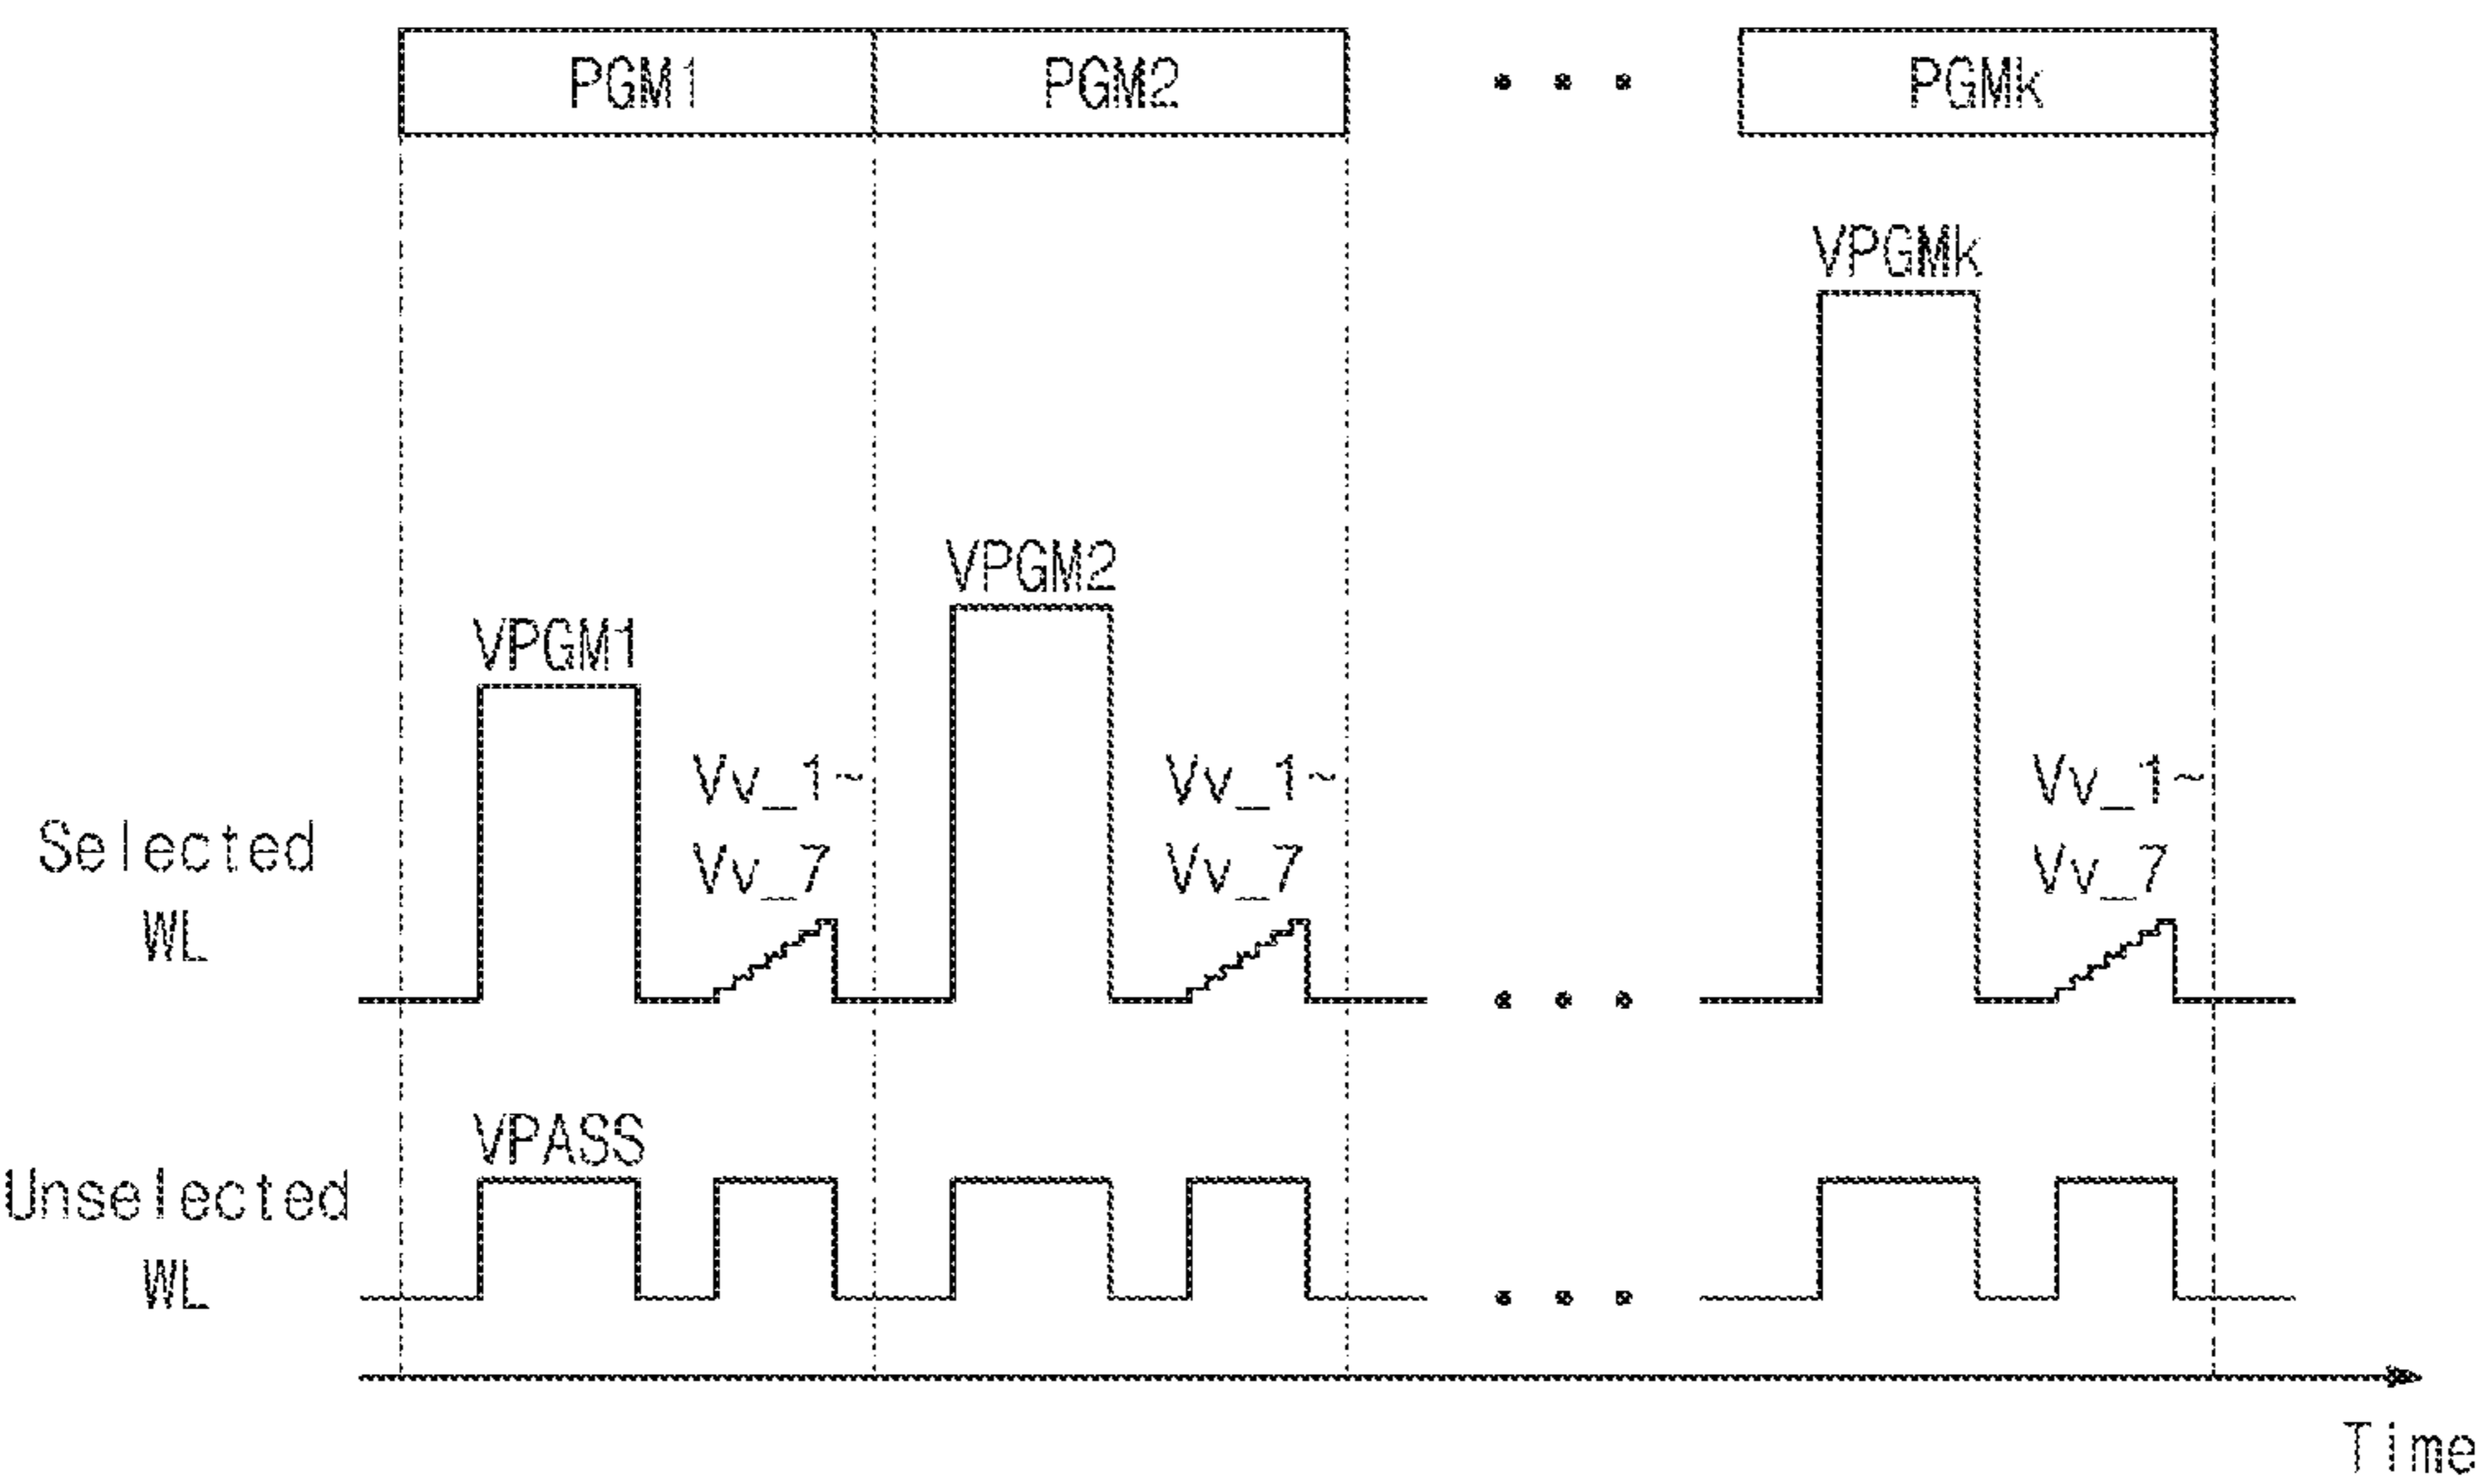 PGM1 PGM2 PGMk
VPGMk
VPGM2
VPGM1
Vv_1~ Vv_1~ Vv_1~
Selected Vv_7 Vv_7 Vv_7
WL
VPASS
Unselected
WL
Time